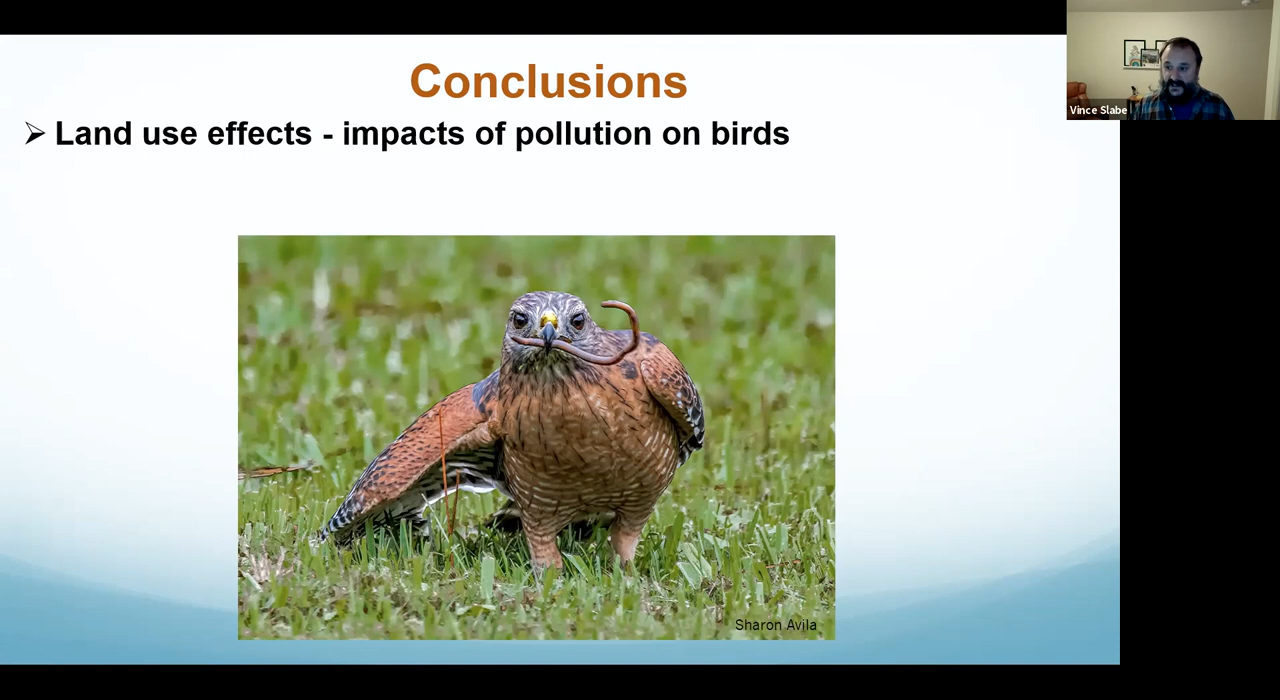 Conclusions
Land use effects - impacts of pollution on birds
Sharon Avila
Vince Slabe